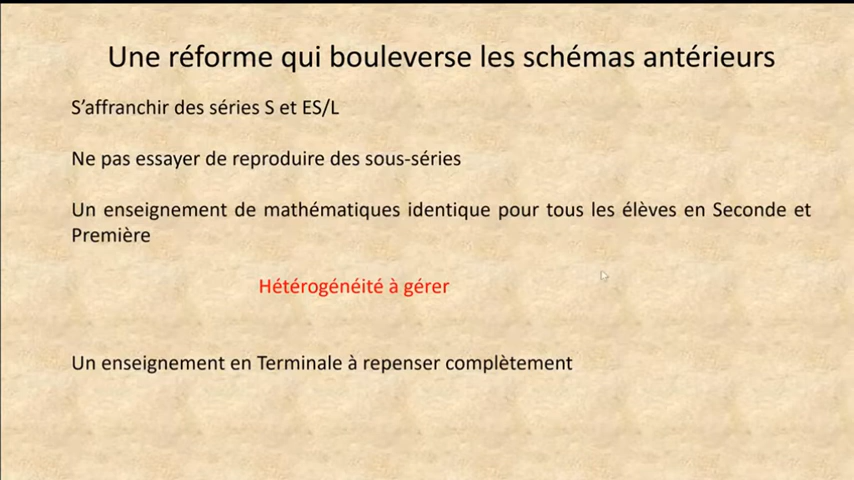 Une réforme qui bouleverse les schémas antérieurs
S'affranchir des séries S et ES/L
Ne pas essayer de reproduire des sous-séries
Un enseignement de mathématiques identique pour tous les élèves en Seconde et
Première
Hétérogénéité à gérer
Un enseignement en Terminale à repenser complètement